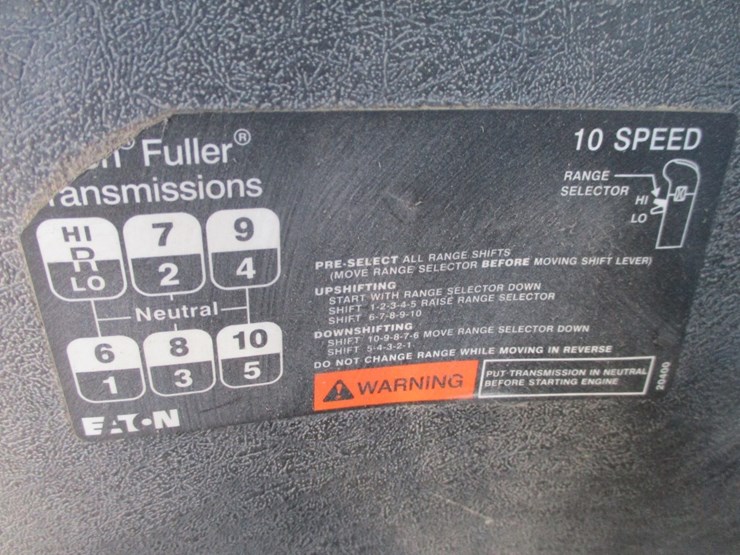 Fuller®
ansmissions
HI 7 9
R
LO 2 4
Neutral
6 8 10
1 3 5
EAT•N
10 SPEED
RANGE
SELECTOR
HI
LO
PRE-SELECT ALL RANGE SHIFTS
(MOVE RANGE SELECTOR BEFORE MOVING SHIFT LEVER)
UPSHIFTING
START WITH RANGE SELECTOR DOWN
SHIFT 1-2-3-4-5 RAISE RANGE SELECTOR
SHIFT 6-7-8-9-10
DOWNSHIFTING
SHIFT 10-9-8-7-6 MOVE RANGE SELECTOR DOWN
SHIFT 5-4-3-2-1
DO NOT CHANGE RANGE WHILE MOVING IN REVERSE
WARNING
PUT TRANSMISSION IN NEUTRAL
BEFORE STARTING ENGINE
20400